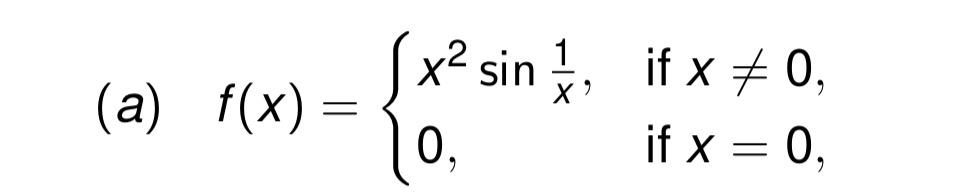 (a) f(x) = { x² sin 1/x, if x ≠ 0,
0, if x = 0,